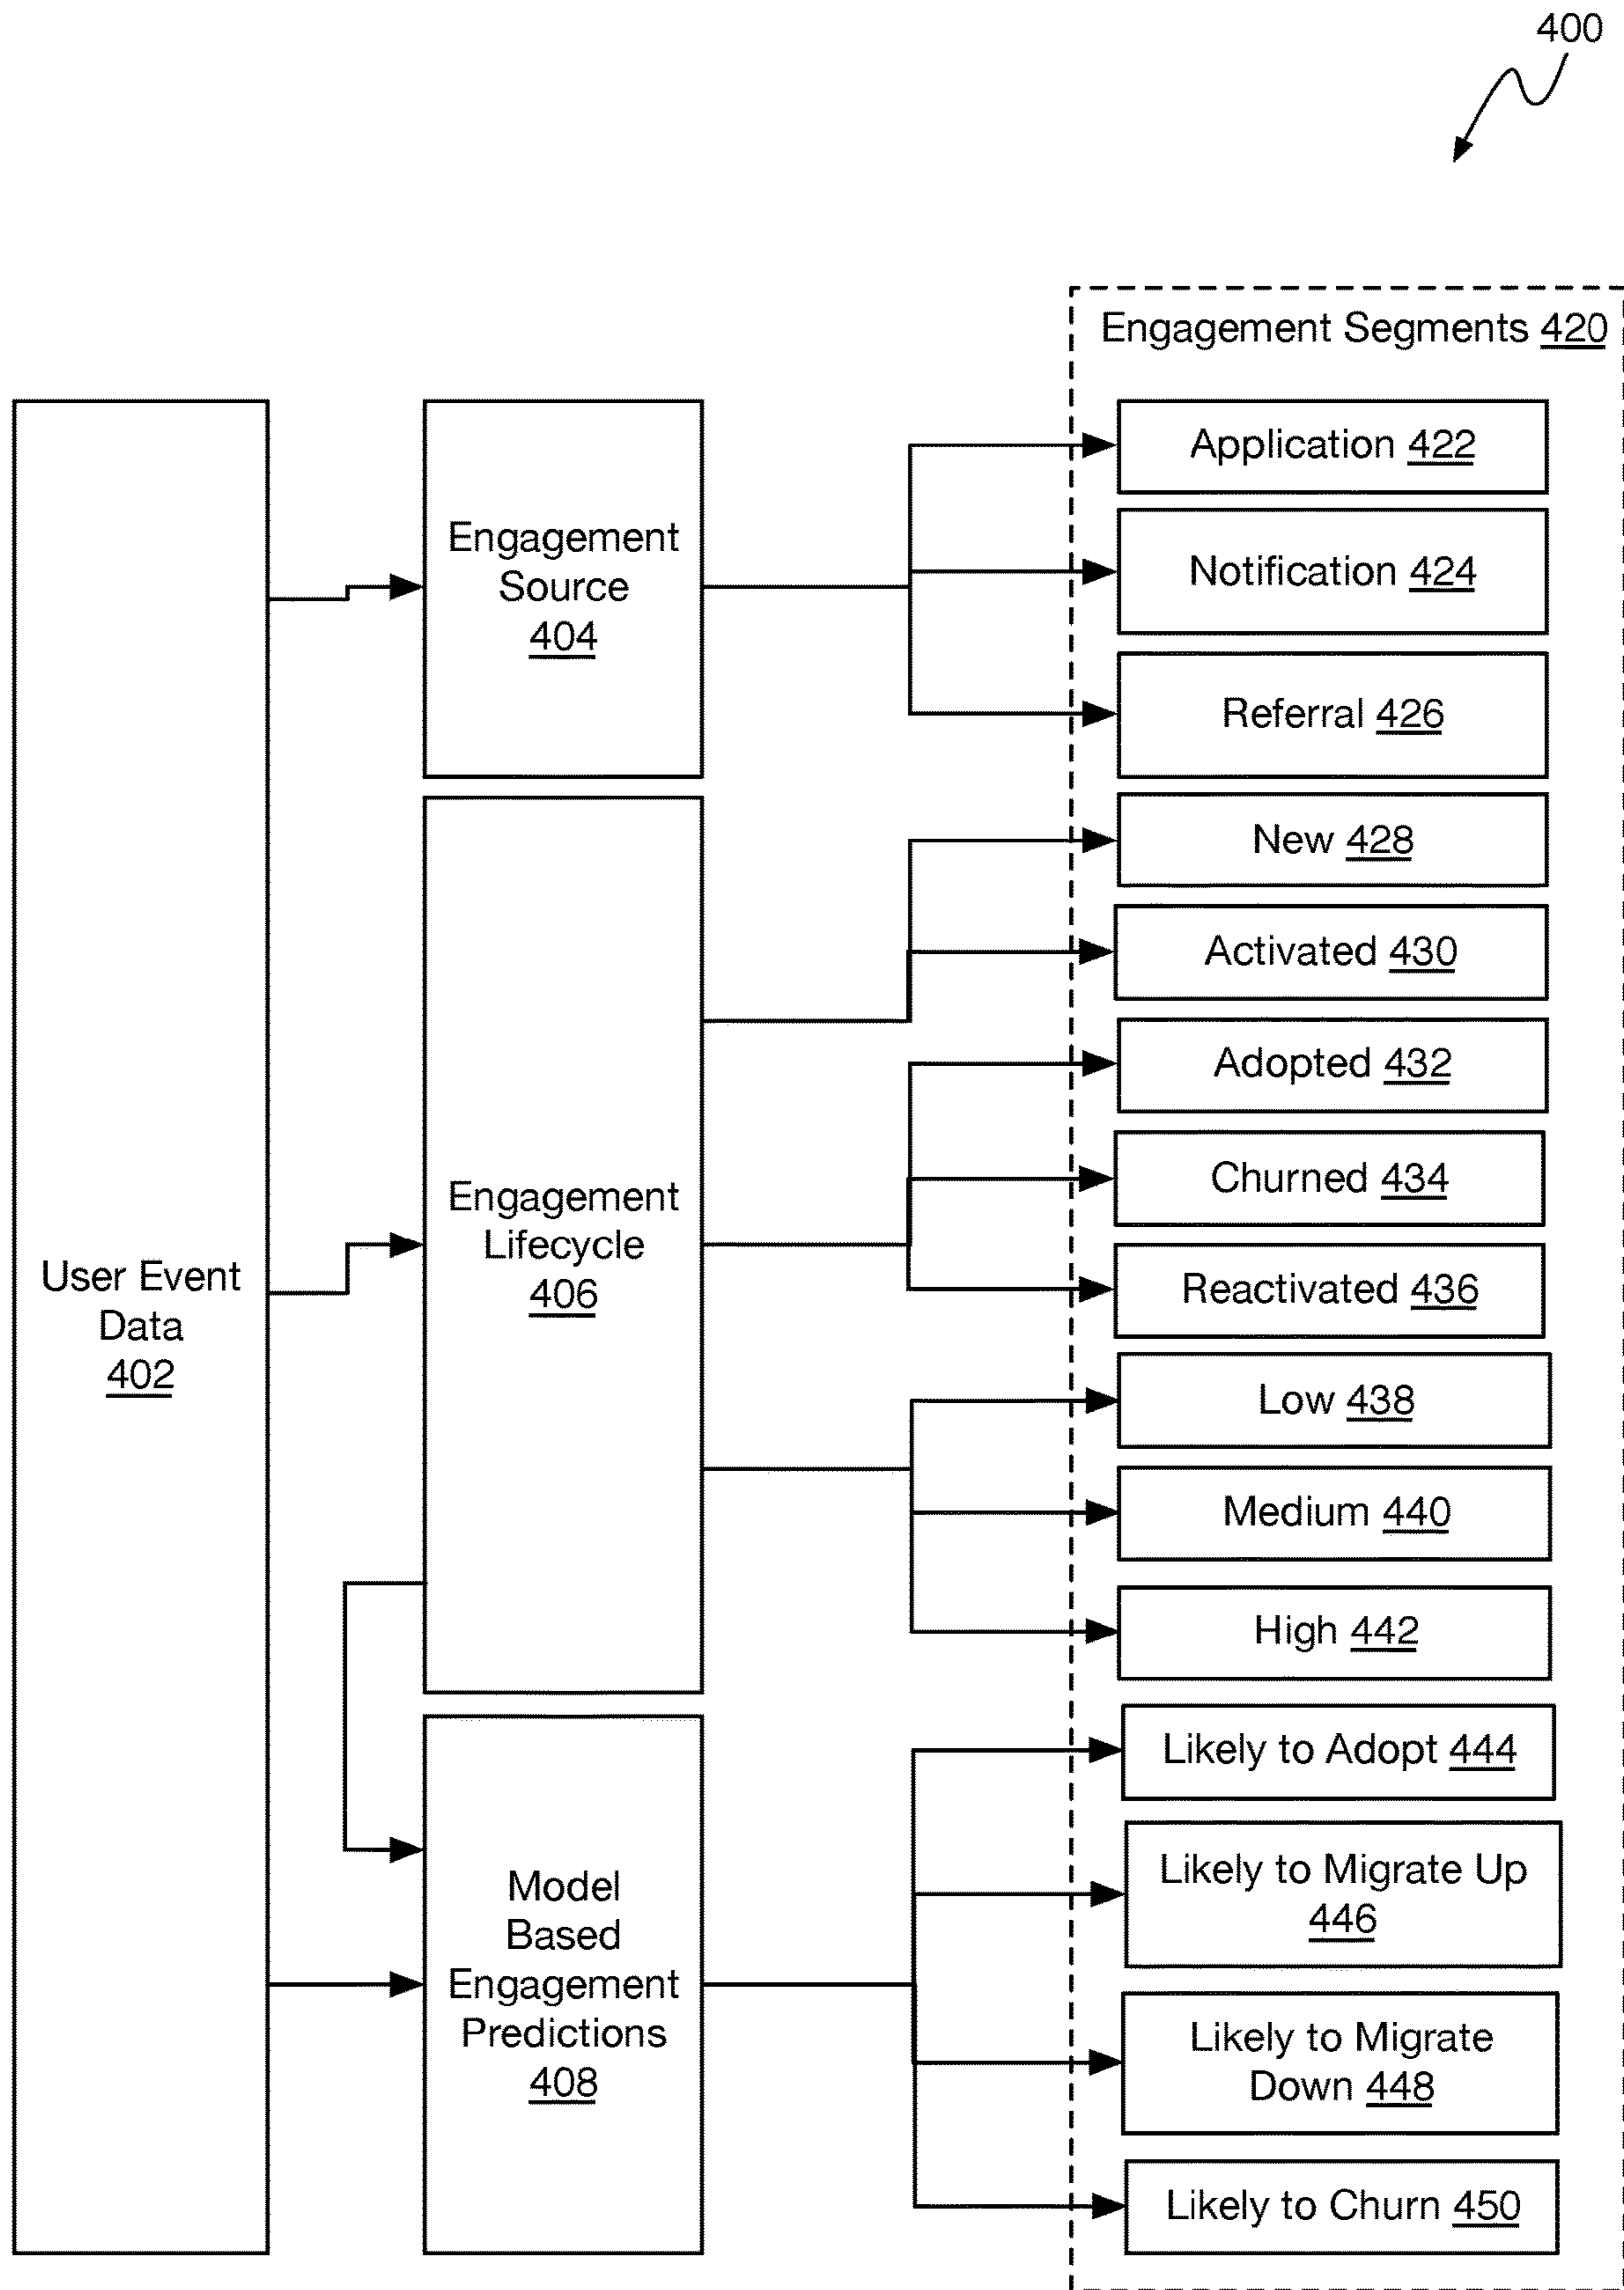 400
Engagement Segments 420
Application 422
Engagement
Source
404
Notification 424
Referral 426
New 428
Activated 430
Adopted 432
Engagement
Lifecycle
406
Churned 434
User Event
Data
402
Reactivated 436
Low 438
Medium 440
High 442
Likely to Adopt 444
Model
Based
Engagement
Predictions
408
Likely to Migrate Up
446
Likely to Migrate
Down 448
Likely to Churn 450